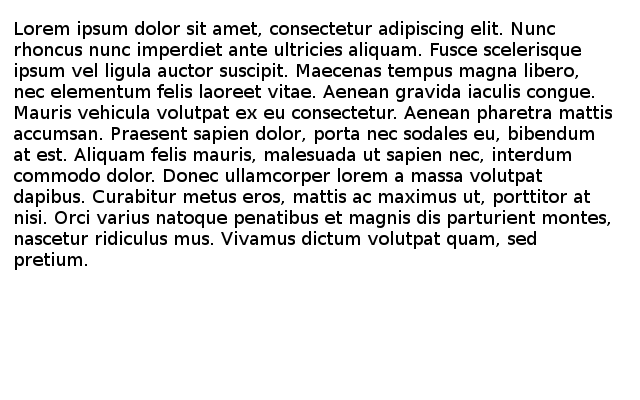 Lorem ipsum dolor sit amet, consectetur adipiscing elit. Nunc
rhoncus nunc imperdiet ante ultricies aliquam. Fusce scelerisque
ipsum vel ligula auctor suscipit. Maecenas tempus magna libero,
nec elementum felis laoreet vitae. Aenean gravida iaculis congue.
Mauris vehicula volutpat ex eu consectetur. Aenean pharetra mattis
accumsan. Praesent sapien dolor, porta nec sodales eu, bibendum
at est. Aliquam felis mauris, malesuada ut sapien nec, interdum
commodo dolor. Donec ullamcorper lorem a massa volutpat
dapibus. Curabitur metus eros, mattis ac maximus ut, porttitor at
nisi. Orci varius natoque penatibus et magnis dis parturient montes,
nascetur ridiculus mus. Vivamus dictum volutpat quam, sed
pretium.